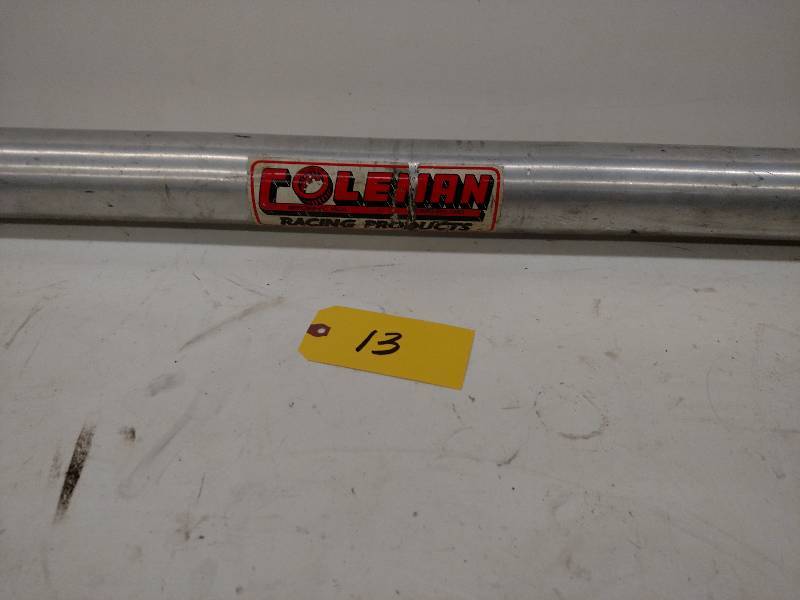 COLEMAN
RACING PRODUCTS
13